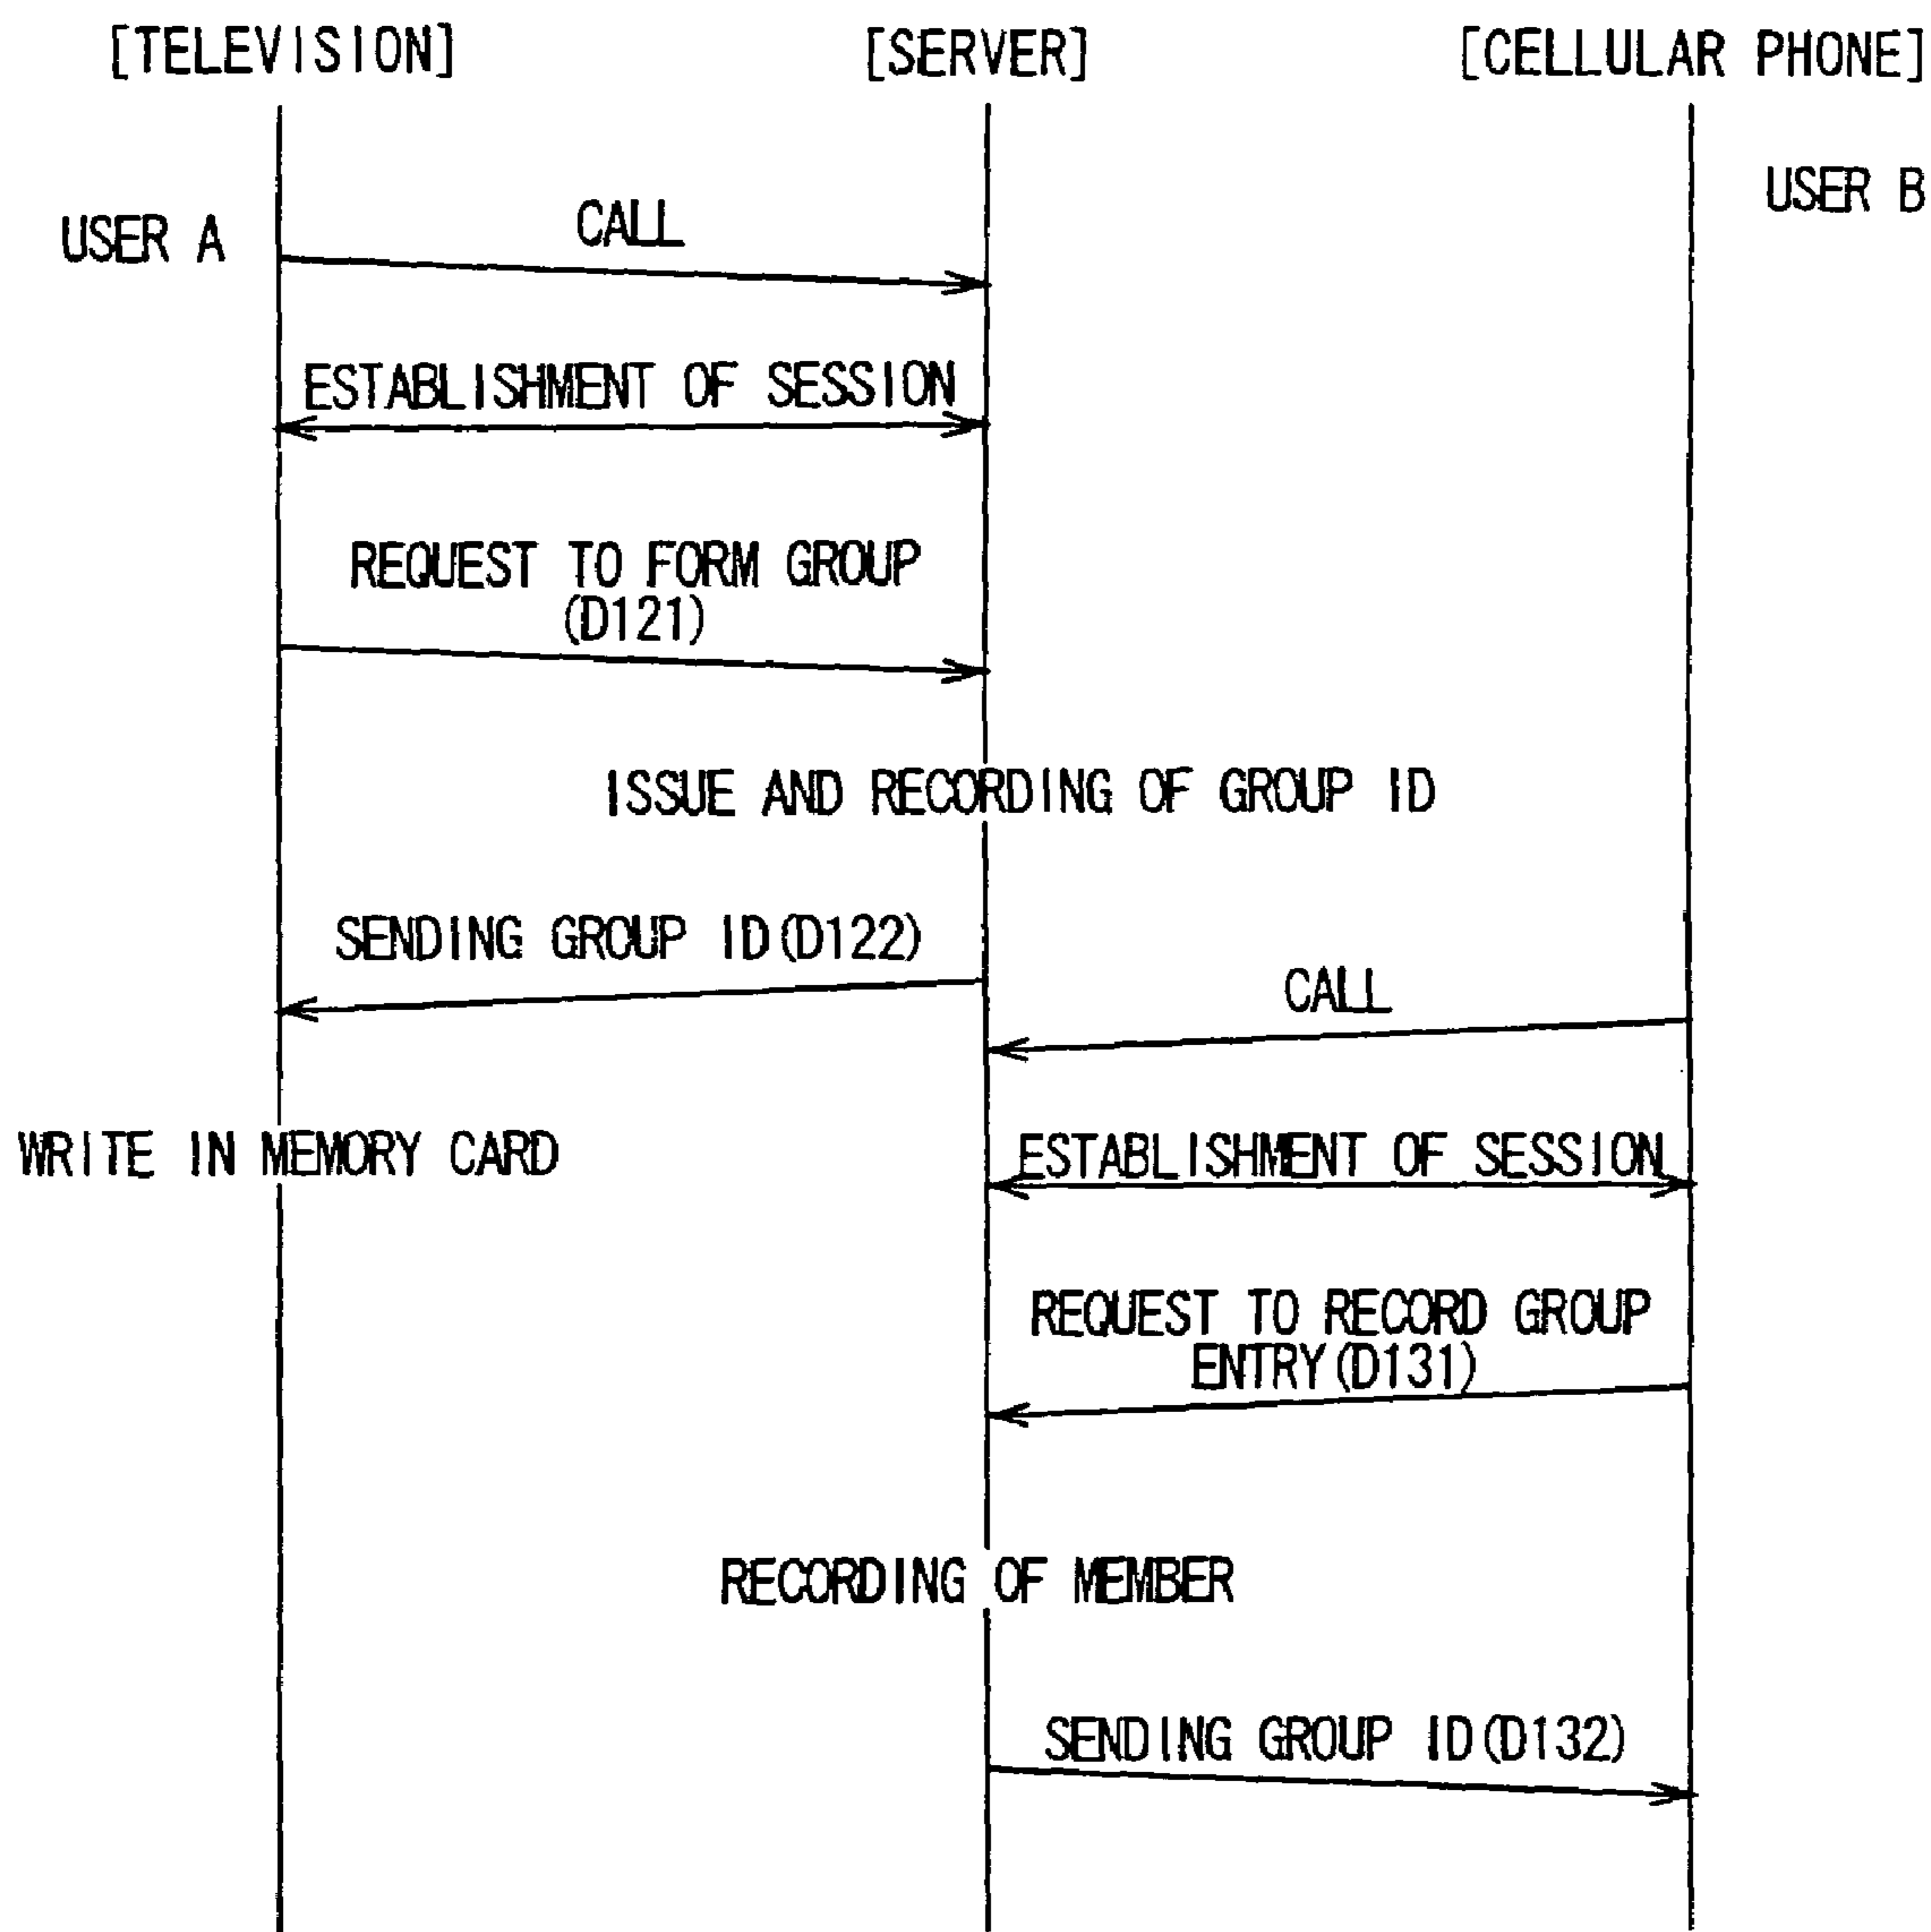 [TELEVISION]
[SERVER]
[CELLULAR PHONE]
USER B
USER A
CALL
ESTABLISHMENT OF SESSION
REQUEST TO FORM GROUP
(D121)
ISSUE AND RECORDING OF GROUP ID
SENDING GROUP ID(D122)
CALL
WRITE IN MEMORY CARD
ESTABLISHMENT OF SESSION
REQUEST TO RECORD GROUP
ENTRY(D131)
RECORDING OF MEMBER
SENDING GROUP ID(D132)